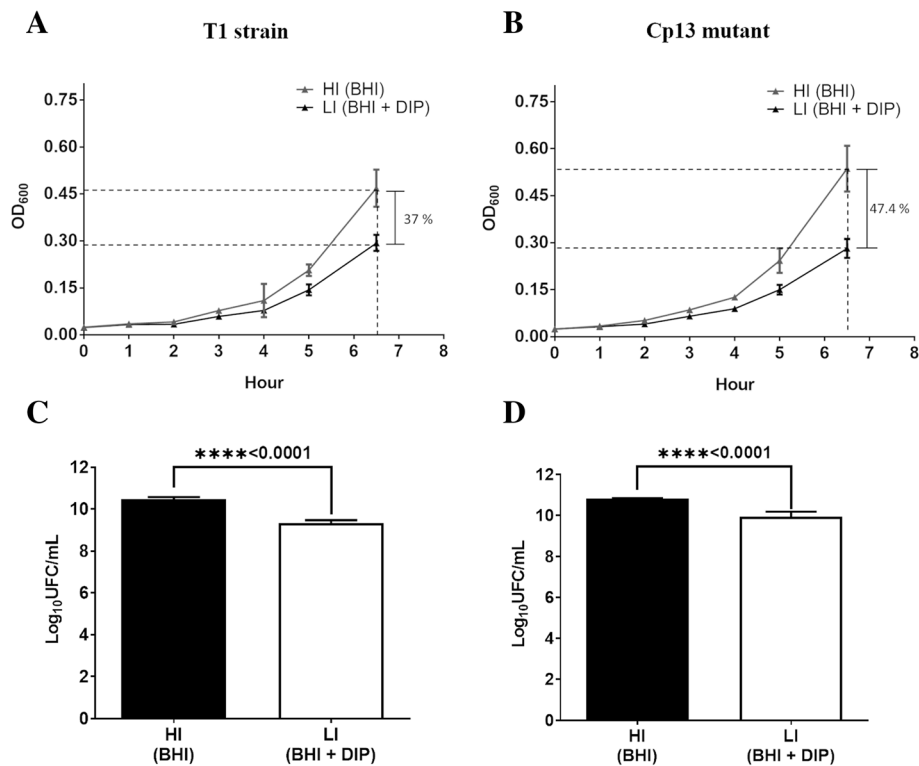 A
T1 strain
HI (BHI)
LI (BHI + DIP)
0.75
0.60
0.45
0.30
0.15
0.00
OD600
37 %
0 1 2 3 4 5 6 7 8
Hour
B
Cp13 mutant
HI (BHI)
LI (BHI + DIP)
0.75
0.60
0.45
0.30
0.15
0.00
OD600
47.4 %
0 1 2 3 4 5 6 7 8
Hour
C
****<0.0001
12
10
8
6
4
2
0
Log10UFC/mL
HI
(BHI)
LI
(BHI + DIP)
D
****<0.0001
12
10
8
6
4
2
0
Log10UFC/mL
HI
(BHI)
LI
(BHI + DIP)